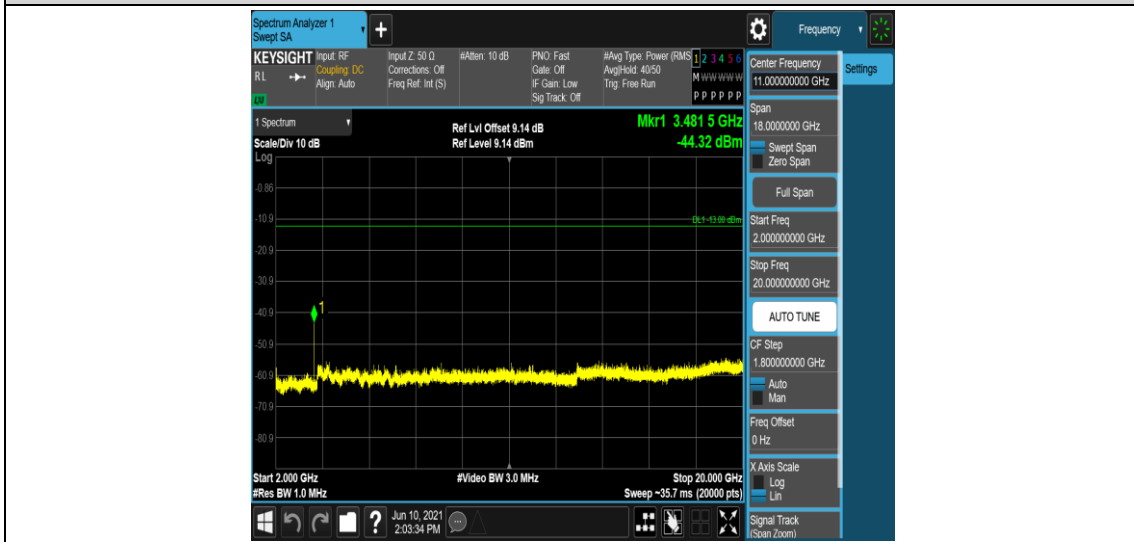 Spectrum Analyzer 1
Swept SA
+
Frequency
KEYSIGHT
RL
Input: RF
Coupling: DC
Align: Auto
Input Z: 50 Ω
Corrections: Off
Freq Ref: Int (S)
#Atten: 10 dB
PNO: Fast
Gate: Off
IF Gain: Low
Sig Track: Off
#Avg Type: Power (RMS
Avg|Hold: 40/50
Trig: Free Run
1 2 3 4 5 6
M W W W W W
P P P P P P
1 Spectrum
Scale/Div 10 dB
Log
Ref Lvl Offset 9.14 dB
Ref Level 9.14 dBm
Mkr1 3.481 5 GHz
-44.32 dBm
-0.86
-10.9
DL1 -13.00 dBm
-20.9
-30.9
-40.9
1
-50.9
-60.9
-70.9
-80.9
Start 2.000 GHz
#Res BW 1.0 MHz
#Video BW 3.0 MHz
Stop 20.000 GHz
Sweep ~35.7 ms (20000 pts)
?
Jun 10, 2021
2:03:34 PM
Center Frequency
11.000000000 GHz
Settings
Span
18.0000000 GHz
Swept Span
Zero Span
Full Span
Start Freq
2.000000000 GHz
Stop Freq
20.000000000 GHz
AUTO TUNE
CF Step
1.800000000 GHz
Auto
Man
Freq Offset
0 Hz
X Axis Scale
Log
Lin
Signal Track
(Span Zoom)